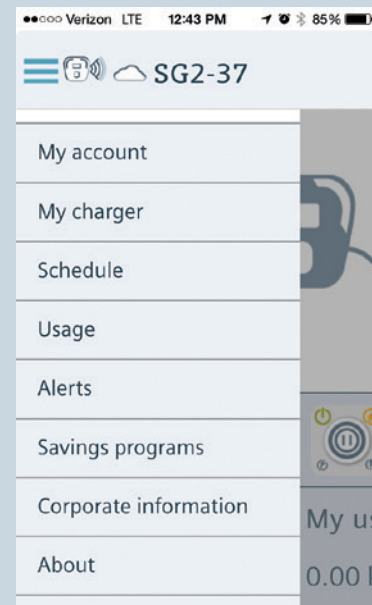 Verizon LTE 12:43 PM 85%
SG2-37
My account
My charger
Schedule
Usage
Alerts
Savings programs
Corporate information
My us
About
0.00